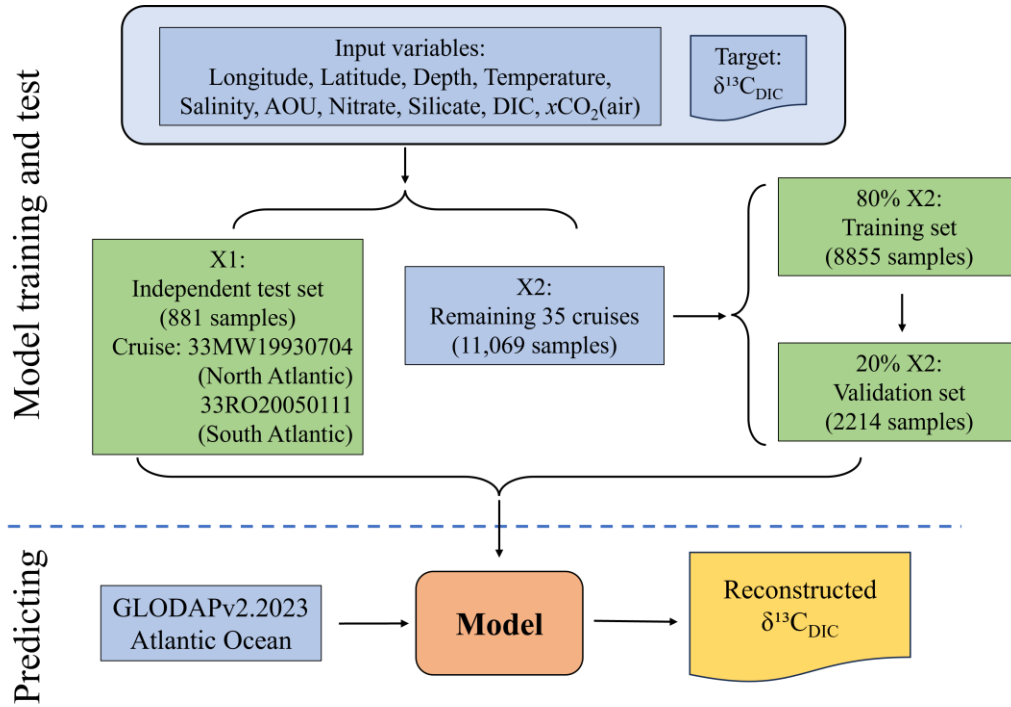 Model training and test
Input variables:
Longitude, Latitude, Depth, Temperature,
Salinity, AOU, Nitrate, Silicate, DIC, xCO₂(air)
Target:
δ¹³C_DIC
X1:
Independent test set
(881 samples)
Cruise: 33MW19930704
(North Atlantic)
33RO20050111
(South Atlantic)
X2:
Remaining 35 cruises
(11,069 samples)
80% X2:
Training set
(8855 samples)
20% X2:
Validation set
(2214 samples)
Predicting
GLODAPv2.2023
Atlantic Ocean
Model
Reconstructed
δ¹³C_DIC